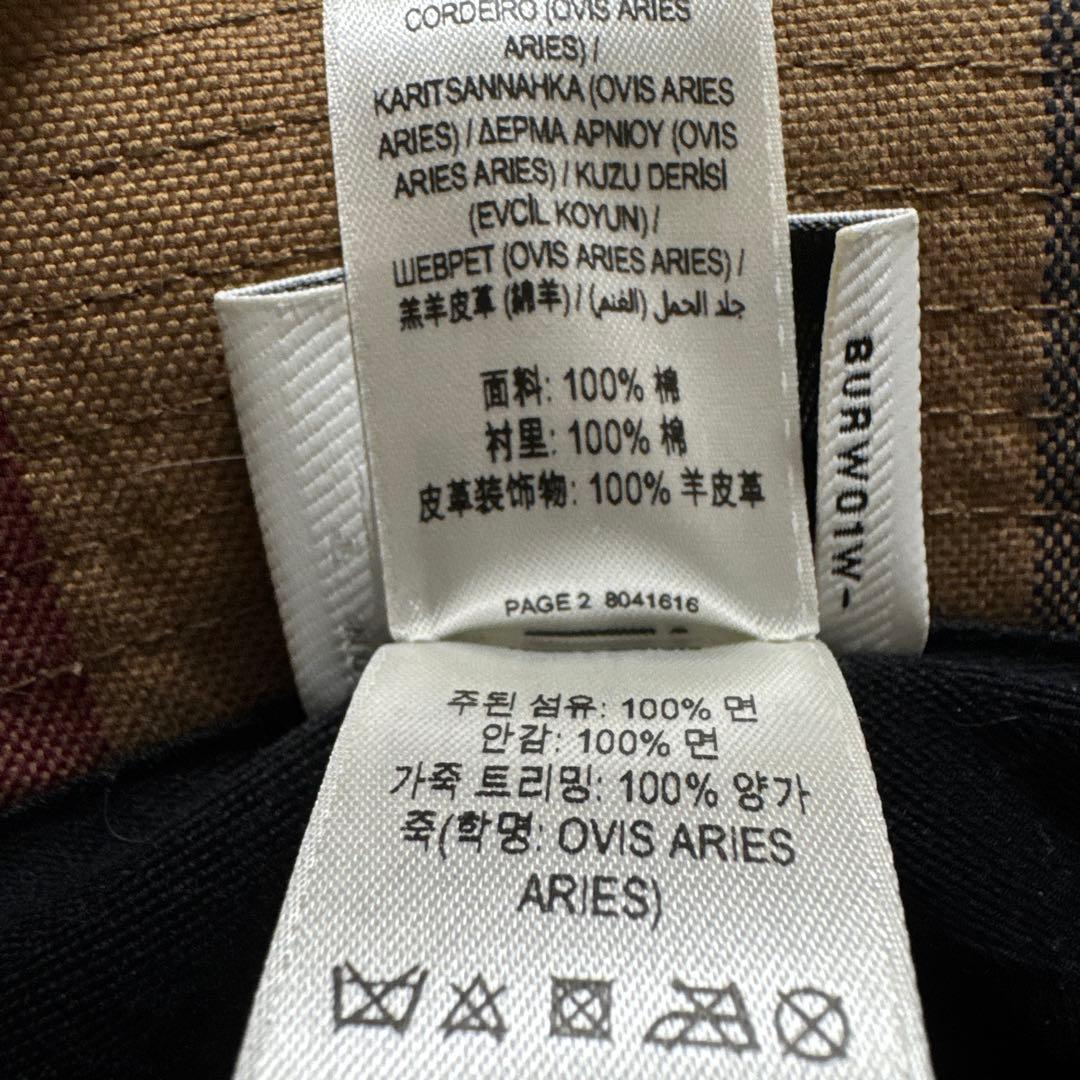 CORDEIRO (OVIS ARIES
ARIES) /
KARITSANNAHKA (OVIS ARIES
ARIES) / ΔΕΡΜΑ ΑΡΝΙΟΥ (OVIS
ARIES ARIES) / KUZU DERİSİ
(EVCİL KOYUN) /
ШЕВРЕТ (OVIS ARIES ARIES) /
羔羊皮革 (綿羊) / جلد الحمل (الغنم)
面料: 100% 棉
衬里: 100% 棉
皮革装饰物: 100% 羊皮革
PAGE 2 8041616
BURW01W-
주된 섬유: 100% 면
안감: 100% 면
가죽 트리밍: 100% 양가
죽(학명: OVIS ARIES
ARIES)